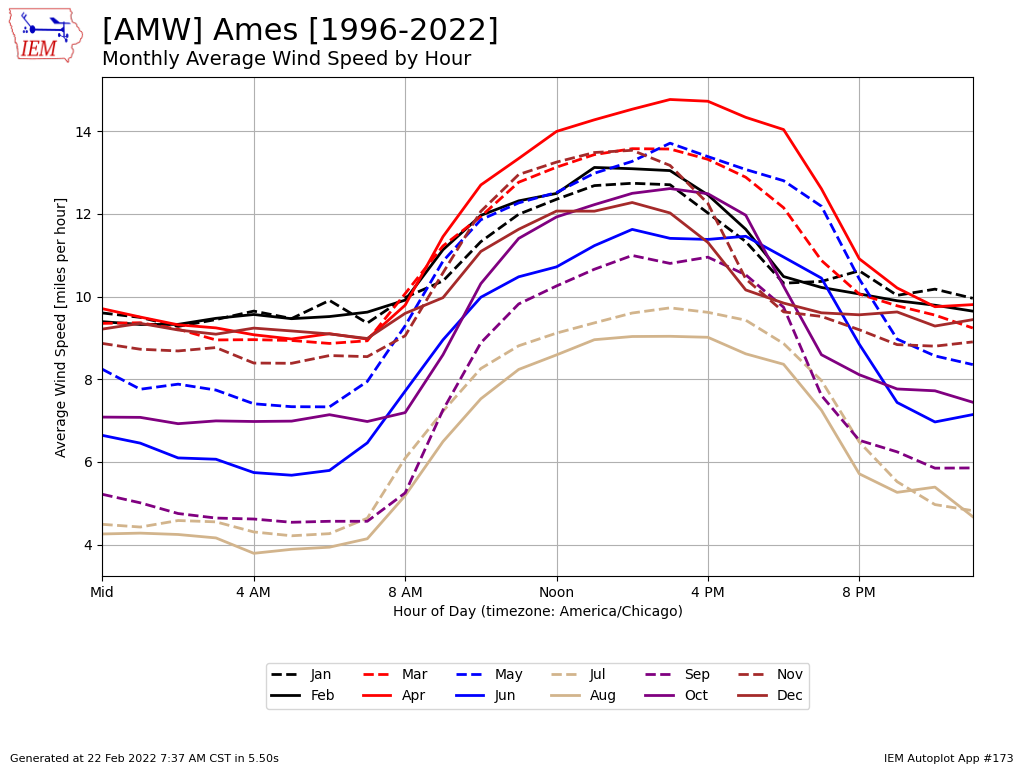 IEM
[AMW] Ames [1996-2022]
Monthly Average Wind Speed by Hour
Average Wind Speed [miles per hour]
14
12
10
8
6
4
Mid 4 AM 8 AM Noon 4 PM 8 PM
Hour of Day (timezone: America/Chicago)
Jan Mar May Jul Sep Nov
Feb Apr Jun Aug Oct Dec
Generated at 22 Feb 2022 7:37 AM CST in 5.50s
IEM Autoplot App #173